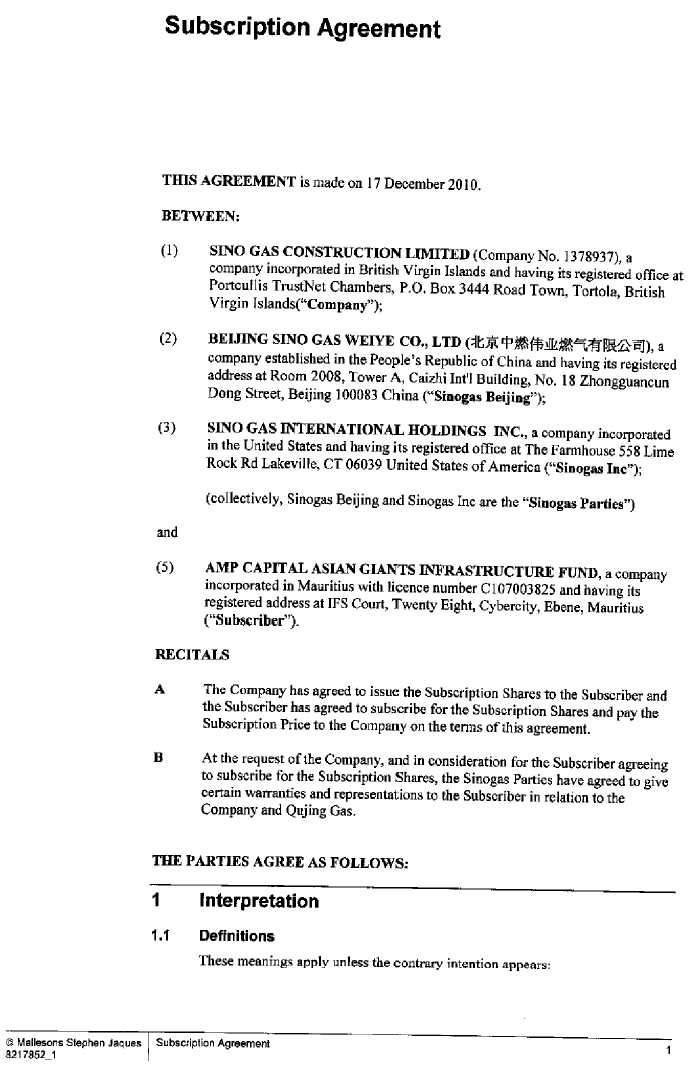 Subscription Agreement
THIS AGREEMENT is made on 17 December 2010.
BETWEEN:
(1) SINO GAS CONSTRUCTION LIMITED (Company No. 1378937), a
company incorporated in British Virgin Islands and having its registered office at
Portcullis TrustNet Chambers, P.O. Box 3444 Road Town, Tortola, British
Virgin Islands("Company");
(2) BEIJING SINO GAS WEIYE CO., LTD (北京中燃伟业燃气有限公司), a
company established in the People's Republic of China and having its registered
address at Room 2008, Tower A, Caizhi Int'l Building, No. 18 Zhongguancun
Dong Street, Beijing 100083 China ("Sinogas Beijing");
(3) SINO GAS INTERNATIONAL HOLDINGS INC., a company incorporated
in the United States and having its registered office at The Farmhouse 558 Lime
Rock Rd Lakeville, CT 06039 United States of America ("Sinogas Inc");
(collectively, Sinogas Beijing and Sinogas Inc are the "Sinogas Parties")
and
(5) AMP CAPITAL ASIAN GIANTS INFRASTRUCTURE FUND, a company
incorporated in Mauritius with licence number C107003825 and having its
registered address at IFS Court, Twenty Eight, Cybercity, Ebene, Mauritius
("Subscriber").
RECITALS
A The Company has agreed to issue the Subscription Shares to the Subscriber and
the Subscriber has agreed to subscribe for the Subscription Shares and pay the
Subscription Price to the Company on the terms of this agreement.
B At the request of the Company, and in consideration for the Subscriber agreeing
to subscribe for the Subscription Shares, the Sinogas Parties have agreed to give
certain warranties and representations to the Subscriber in relation to the
Company and Qujing Gas.
THE PARTIES AGREE AS FOLLOWS:
1 Interpretation
1.1 Definitions
These meanings apply unless the contrary intention appears:
© Mallesons Stephen Jaques Subscription Agreement
8217852_1
1